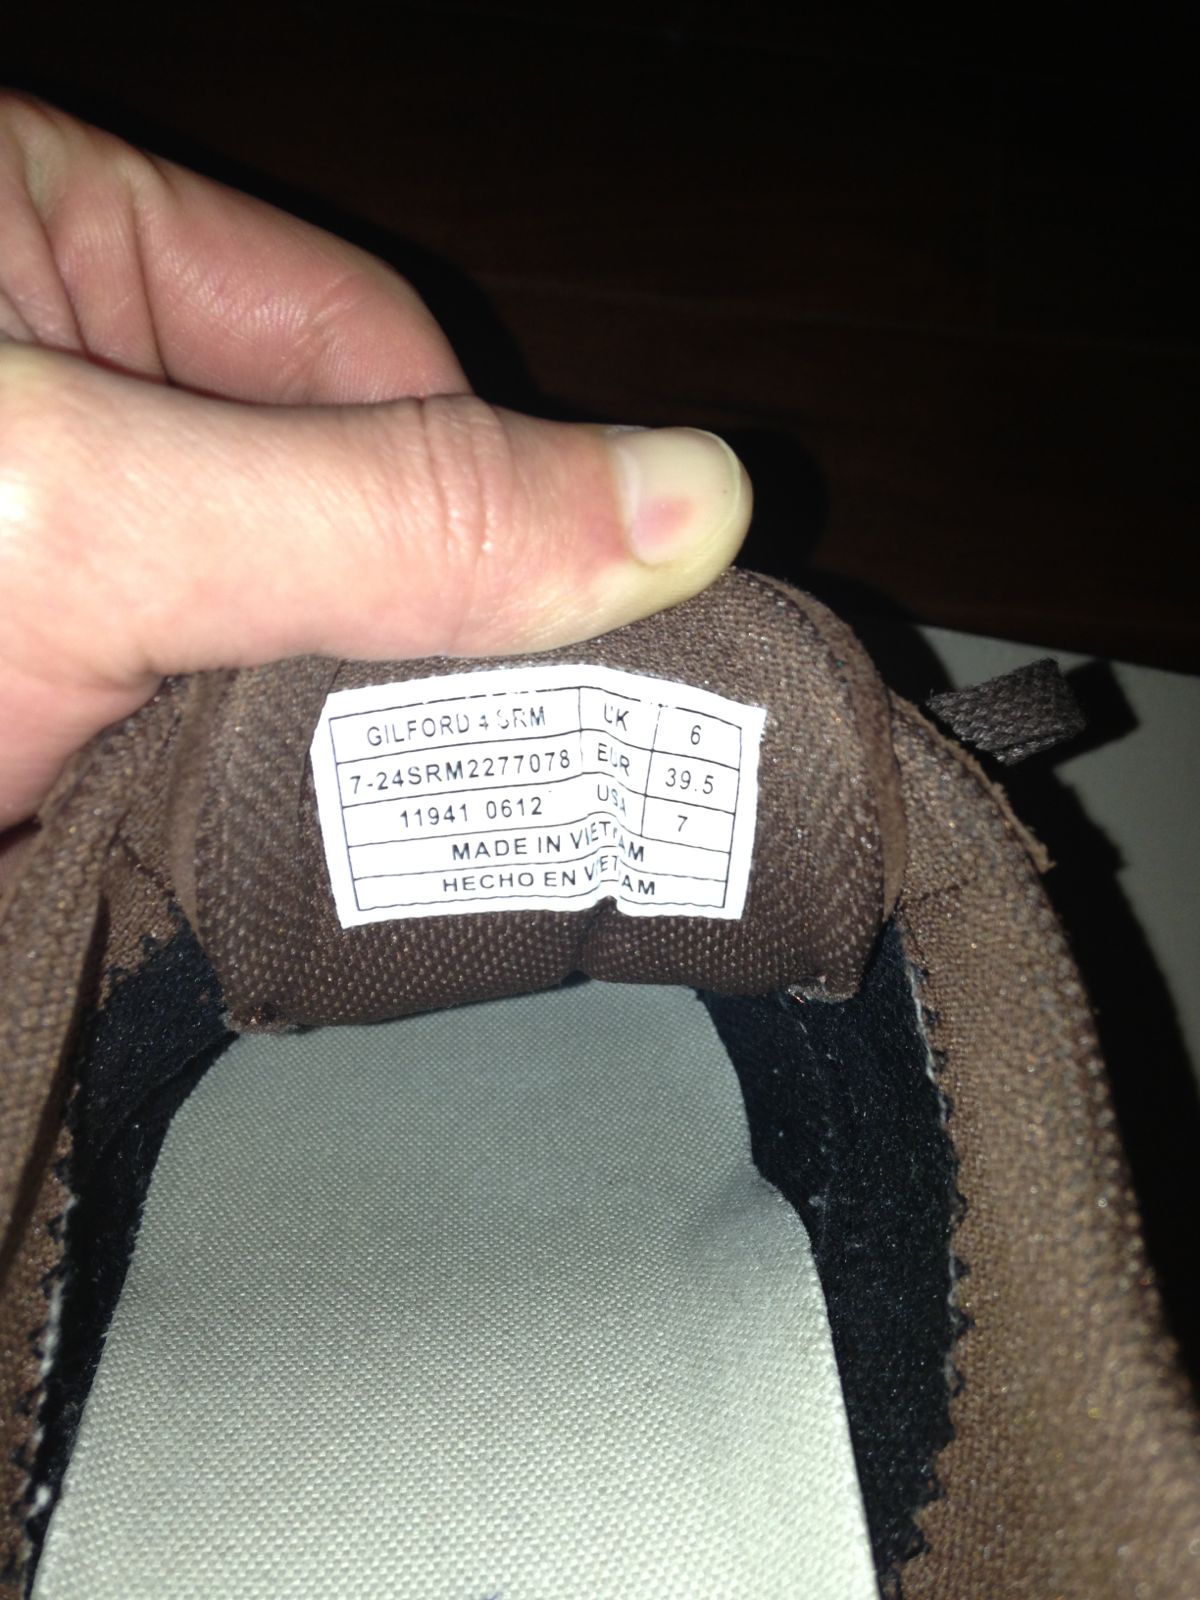 GILFORD 4 SRM UK 6
7-24SRM2277078 EUR 39.5
11941 0612 USA 7
MADE IN VIETNAM
HECHO EN VIETNAM